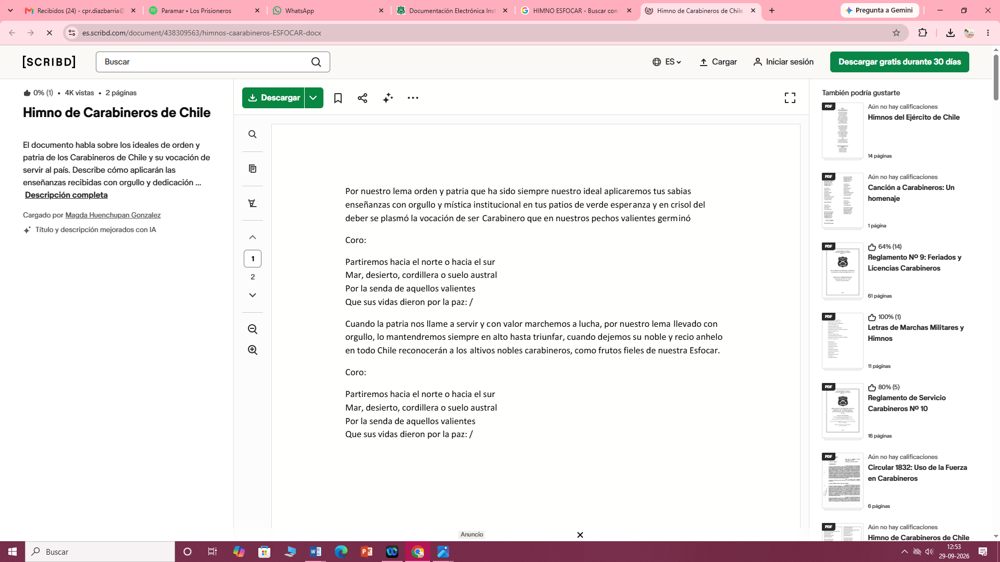 Recibidos (24) - cpr.diazbarria@
Paramar • Los Prisioneros
WhatsApp
Documentación Electrónica Inst
HIMNO ESFOCAR - Buscar con
Himno de Carabineros de Chile
Pregunta a Gemini
es.scribd.com/document/438309563/himnos-caarabineros-ESFOCAR-docx
[SCRIBD]
Buscar
ES
Cargar
Iniciar sesión
Descargar gratis durante 30 días
0% (1) • 4K vistas • 2 páginas
Himno de Carabineros de Chile
El documento habla sobre los ideales de orden y
patria de los Carabineros de Chile y su vocación de
servir al país. Describe cómo aplicarán las
enseñanzas recibidas con orgullo y dedicación ...
Descripción completa
Cargado por Magda Huenchupan Gonzalez
Título y descripción mejorados con IA
Descargar
1
2
Por nuestro lema orden y patria que ha sido siempre nuestro ideal aplicaremos tus sabias
enseñanzas con orgullo y mística institucional en tus patios de verde esperanza y en crisol del
deber se plasmó la vocación de ser Carabinero que en nuestros pechos valientes germinó
Coro:
Partiremos hacia el norte o hacia el sur
Mar, desierto, cordillera o suelo austral
Por la senda de aquellos valientes
Que sus vidas dieron por la paz: /
Cuando la patria nos llame a servir y con valor marchemos a lucha, por nuestro lema llevado con
orgullo, lo mantendremos siempre en alto hasta triunfar, cuando dejemos su noble y recio anhelo
en todo Chile reconocerán a los altivos nobles carabineros, como frutos fieles de nuestra Esfocar.
Coro:
Partiremos hacia el norte o hacia el sur
Mar, desierto, cordillera o suelo austral
Por la senda de aquellos valientes
Que sus vidas dieron por la paz: /
Anuncio
También podría gustarte
PDF
Aún no hay calificaciones
Himnos del Ejército de Chile
14 páginas
PDF
Aún no hay calificaciones
Canción a Carabineros: Un
homenaje
1 página
PDF
64% (14)
Reglamento Nº 9: Feriados y
Licencias Carabineros
61 páginas
PDF
100% (1)
Letras de Marchas Militares y
Himnos
11 páginas
PDF
80% (5)
Reglamento de Servicio
Carabineros Nº 10
16 páginas
PDF
Aún no hay calificaciones
Circular 1832: Uso de la Fuerza
en Carabineros
6 páginas
PDF
Aún no hay calificaciones
Himno de Carabineros de Chile
Buscar
12:53
29-09-2026